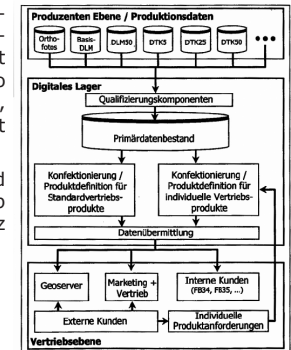 Produzenten Ebene / Produktionsdaten
Ortho-
fotos
Basis-
DLM
DLM50
DTK5
DTK25
DTK50
Digitales Lager
Qualifizierungskomponenten
Primärdatenbestand
Konfektionierung /
Produktdefinition für
Standardvertriebs-
produkte
Konfektionierung /
Produktdefinition für
individuelle Vertriebs-
produkte
Datenübermittlung
Geoserver
Marketing +
Vertrieb
Interne Kunden
(FB34, FB35, ...)
Externe Kunden
Individuelle
Produktanforderungen
Vertriebsebene